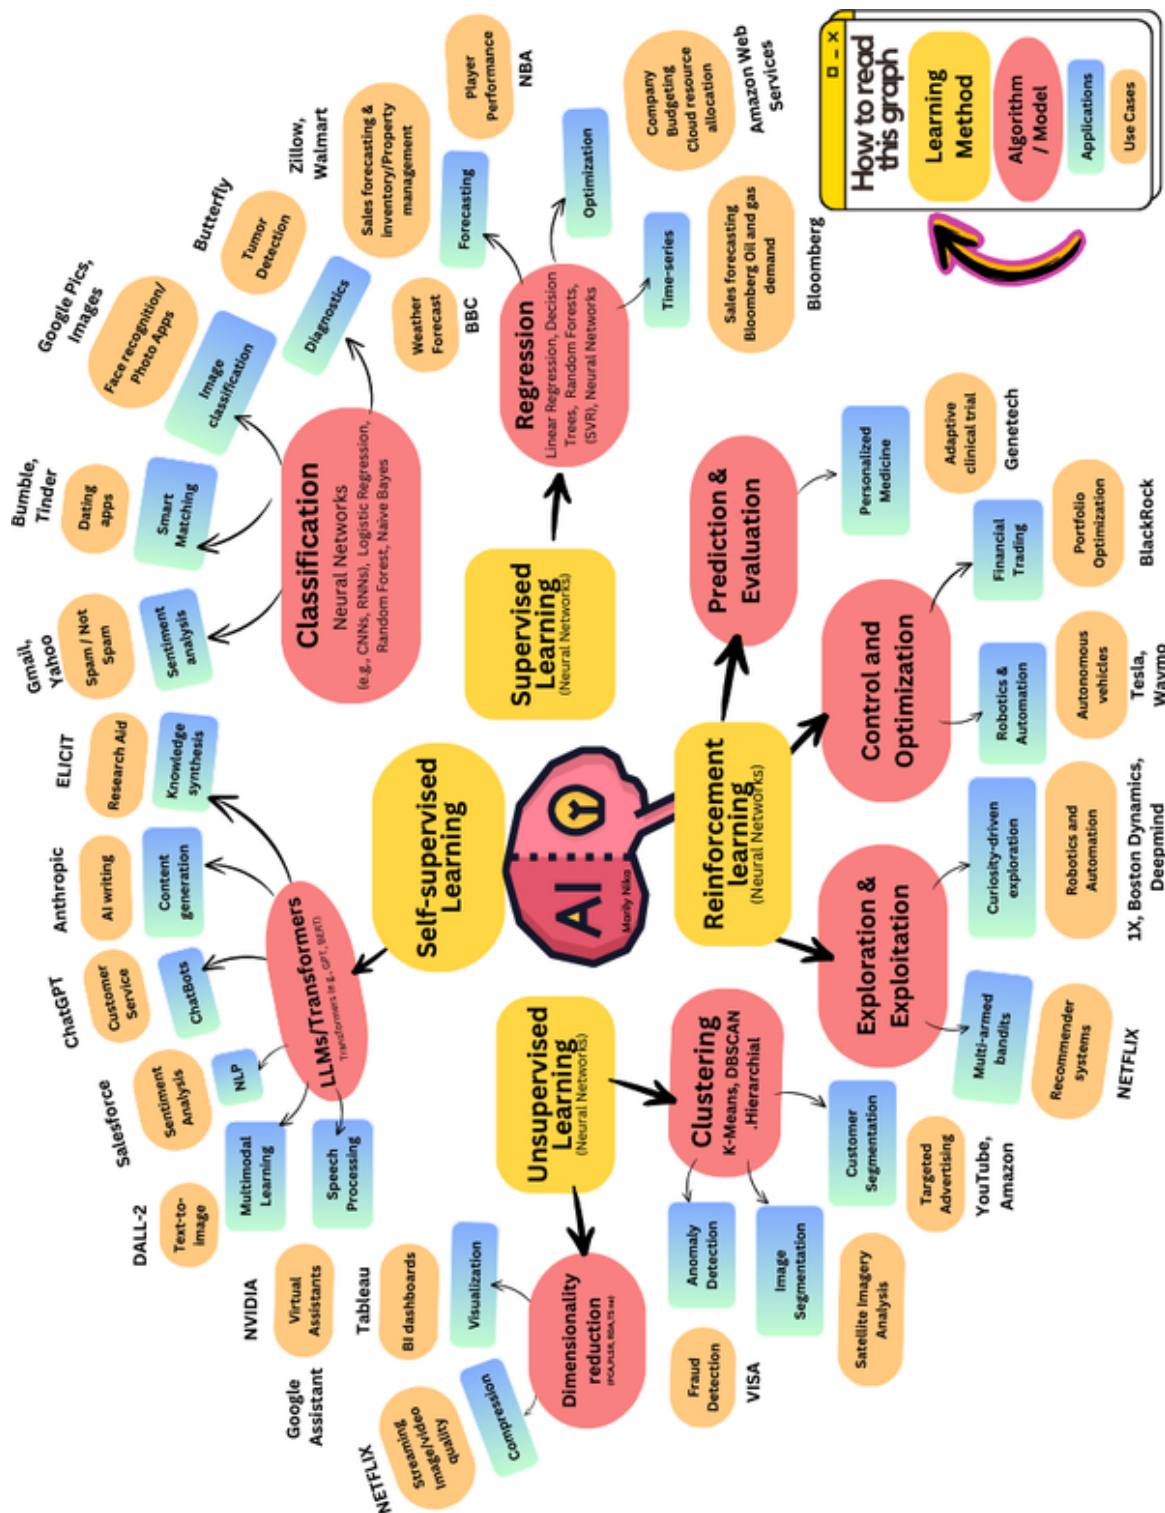 How to read
this graph
Learning
Method
Algorithm
/ Model
Applications
Use Cases
AI
Morily Nika
Self-supervised
Learning
LLMs/Transformers
Transformers (e.g., GPT, BERT)
Speech
Processing
Virtual
Assistants
NVIDIA
Google
Assistant
Multimodal
Learning
Text-to-
image
DALL-2
NLP
Sentiment
Analysis
Salesforce
ChatBots
Customer
Service
ChatGPT
Content
generation
AI writing
Anthropic
Knowledge
synthesis
Research Aid
ELICIT
Supervised
Learning
(Neural Networks)
Classification
Neural Networks
(e.g., CNNs, RNNs), Logistic Regression,
Random Forest, Naive Bayes
Sentiment
analysis
Spam / Not
Spam
Gmail,
Yahoo
Smart
Matching
Dating
apps
Bumble,
Tinder
Image
classification
Face recognition/
Photo Apps
Google Pics,
Images
Diagnostics
Tumor
Detection
Butterfly
Regression
Linear Regression, Decision
Trees, Random Forests,
(SVR), Neural Networks
Forecasting
Weather
Forecast
BBC
Sales forecasting &
inventory/Property
management
Zillow,
Walmart
Player
Performance
NBA
Optimization
Company
Budgeting
Cloud resource
allocation
Amazon Web
Services
Time-series
Sales forecasting
Bloomberg Oil and gas
demand
Bloomberg
Unsupervised
Learning
(Neural Networks)
Dimensionality
reduction
Compression
Streaming
Image/video
quality
NETFLIX
Visualization
BI dashboards
Tableau
Clustering
K-Means, DBSCAN
.Hierarchial
Anomaly
Detection
Fraud
Detection
VISA
Image
Segmentation
Satellite Imagery
Analysis
Customer
Segmentation
Targeted
Advertising
YouTube,
Amazon
Reinforcement
learning
(Neural Networks)
Exploration &
Exploitation
Multi-armed
bandits
Recommender
systems
NETFLIX
Curiosity-driven
exploration
Robotics and
Automation
1X, Boston Dynamics,
Deepmind
Control and
Optimization
Robotics &
Automation
Autonomous
vehicles
Tesla,
Waymo
Financial
Trading
Portfolio
Optimization
BlackRock
Prediction &
Evaluation
Personalized
Medicine
Adaptive
clinical trial
Genetech